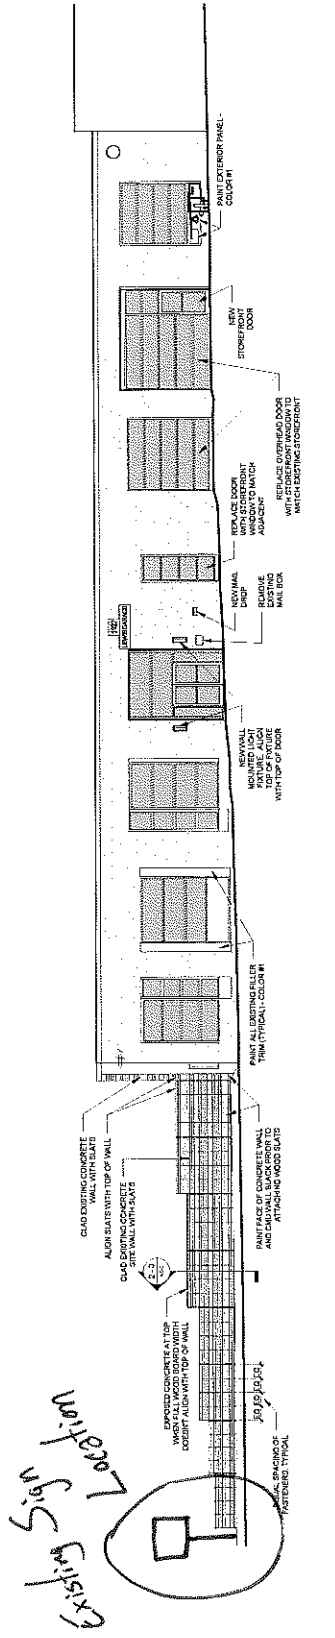 Existing Sign
Location
CLAD EXISTING CONCRETE
WALL WITH SLATS
ALIGN SLATS WITH TOP OF WALL
CLAD EXISTING CONCRETE
SITE WALL WITH SLATS
EXPOSED CONCRETE AT TOP
WHEN FULL WOOD BOARD WIDTH
DOESN'T ALIGN WITH TOP OF WALL
EQ EQ EQ EQ
EQUAL SPACING OF
FASTENERS, TYPICAL
PAINT FACE OF CONCRETE WALL
AND CMU WALL BLACK PRIOR TO
ATTACHING WOOD SLATS
PAINT ALL EXISTING FILLER
TRIM (TYPICAL) - COLOR #1
NEW WALL
MOUNTED LIGHT
FIXTURE. ALIGN
TOP OF FIXTURE
WITH TOP OF DOOR
NEW MAIL
DROP
REMOVE
EXISTING
MAIL BOX
REPLACE DOOR
WITH STOREFRONT
WINDOW TO MATCH
ADJACENT
REPLACE OVERHEAD DOOR
WITH STOREFRONT WINDOW TO
MATCH EXISTING STOREFRONT
NEW
STOREFRONT
DOOR
PAINT EXTERIOR PANEL -
COLOR #1